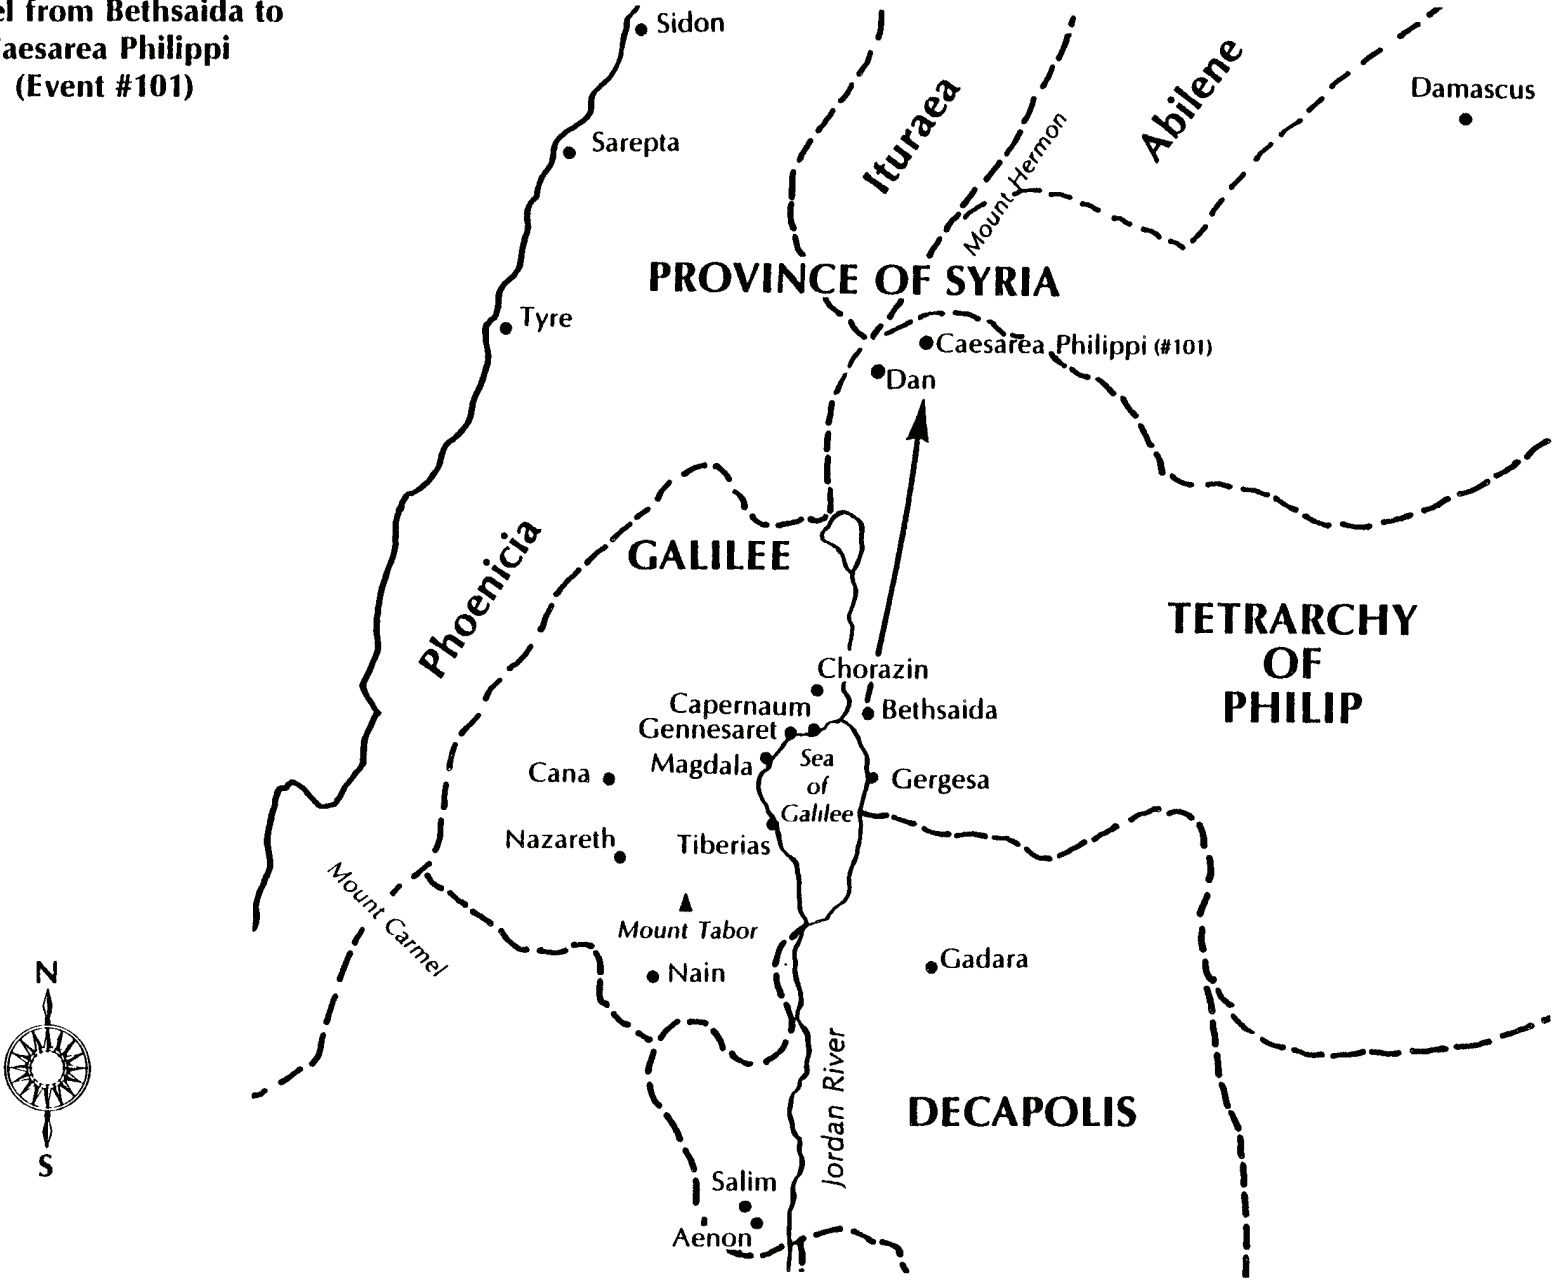 from Bethsaida to
Philippi
(Event #101)
Sidon
Sarepta
Tyre
Ituraea
Mount Hermon
Abilene
Damascus
PROVINCE OF SYRIA
Caesarea Philippi (#101)
Dan
Phoenicia
GALILEE
TETRARCHY
OF
PHILIP
Chorazin
Capernaum
Bethsaida
Gennesaret
Magdala
Sea
of
Galilee
Cana
Gergesa
Nazareth
Tiberias
Mount Carmel
Mount Tabor
Nain
Gadara
N
S
Jordan River
DECAPOLIS
Salim
Aenon